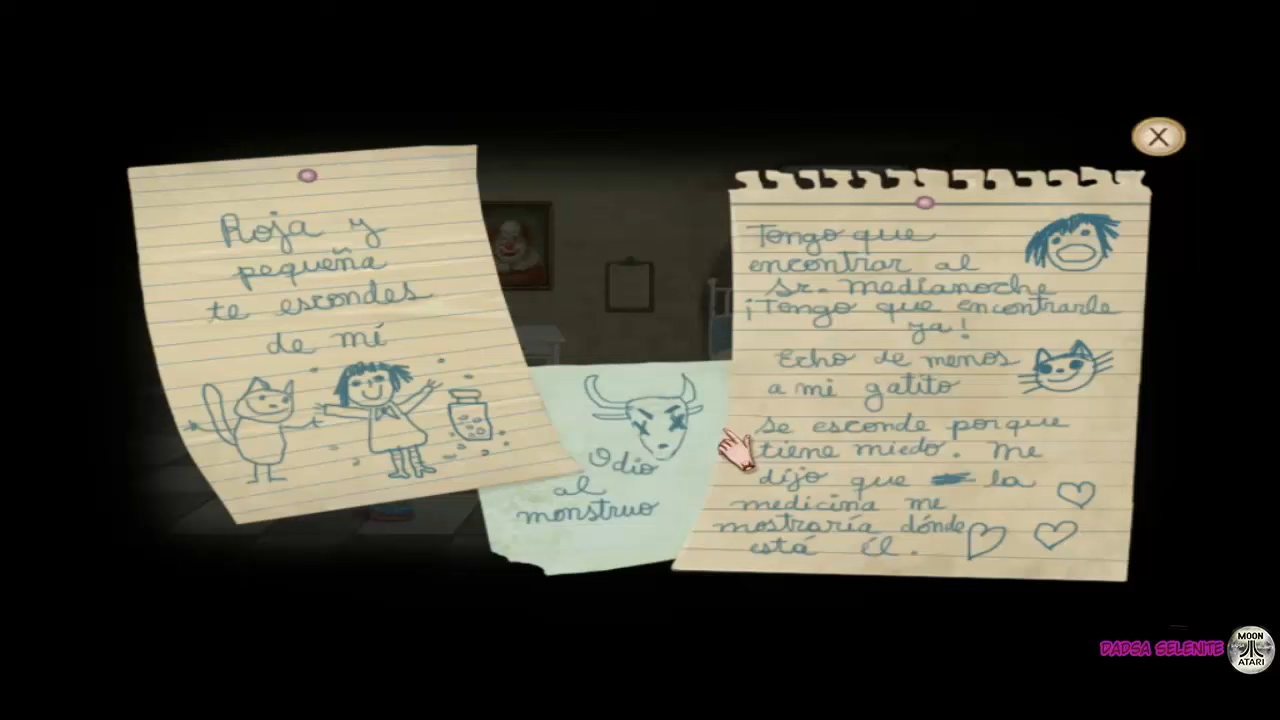 Roja y
pequeña
te escondes
de mí
Odio
al
monstruo
Tengo que
encontrar al
Sr. Medianoche
¡Tengo que encontrarle
ya!
Echo de menos
a mi gatito
Se esconde porque
tiene miedo. Me
dijo que la
medicina me
mostraría dónde
está él.
DADSA SELENITE
MOON
ATARI